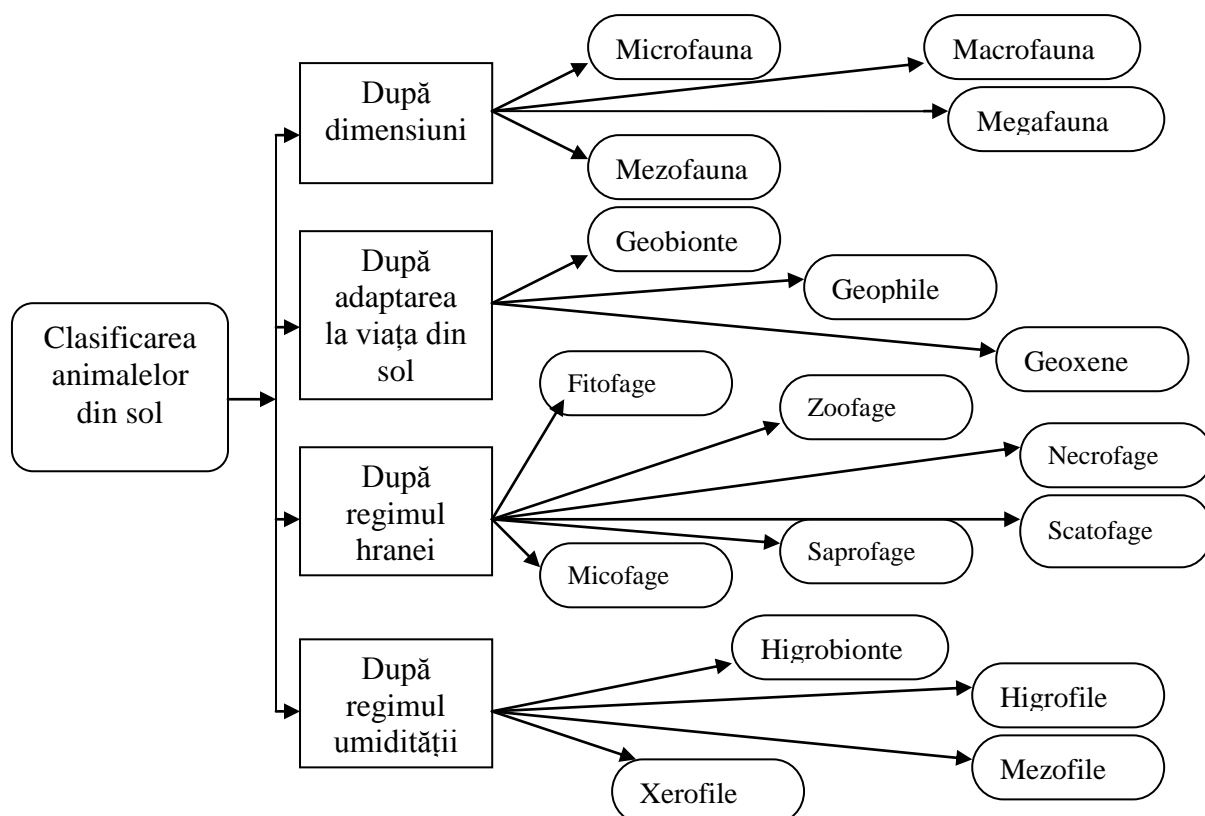 Clasificarea
animalelor
din sol
După
dimensiuni
Microfauna
Macrofauna
Megafauna
Mezofauna
După
adaptarea
la viața din
sol
Geobionte
Geophile
Geoxene
După
regimul
hranei
Fitofage
Zoofage
Necrofage
Scatofage
Saprofage
Micofage
După
regimul
umidității
Higrobionte
Higrofile
Mezofile
Xerofile